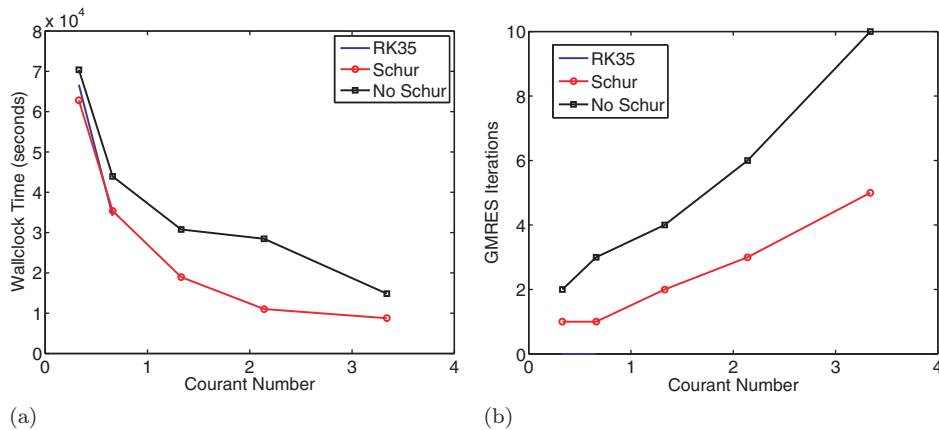 x 10⁴
8
7
6
5
4
3
2
1
0
0 1 2 3 4
Wallclock Time (seconds)
Courant Number
RK35
Schur
No Schur
(a)
10
8
6
4
2
0
0 1 2 3 4
GMRES Iterations
Courant Number
RK35
Schur
No Schur
(b)